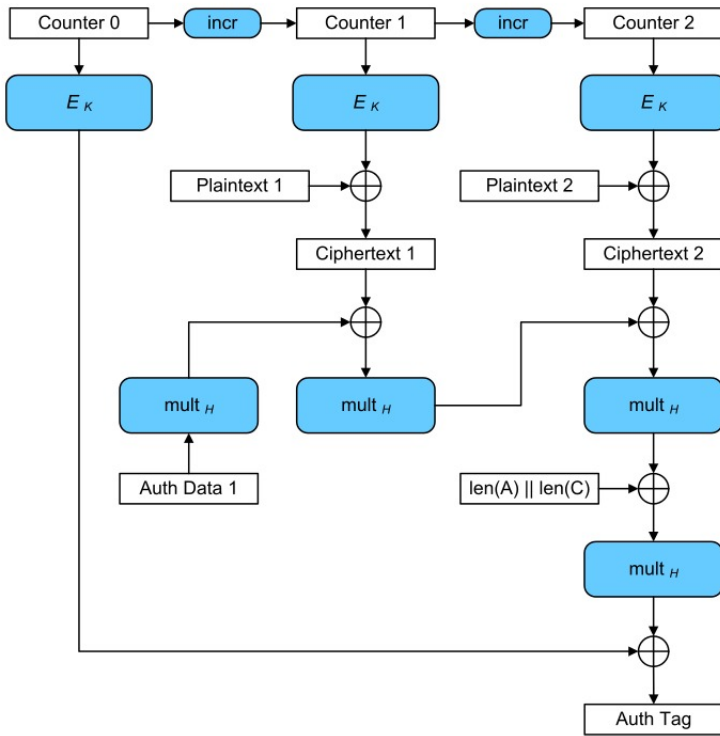 Counter 0
incr
Counter 1
incr
Counter 2
E K
E K
E K
Plaintext 1
Plaintext 2
Ciphertext 1
Ciphertext 2
mult H
mult H
mult H
Auth Data 1
len(A) || len(C)
mult H
Auth Tag